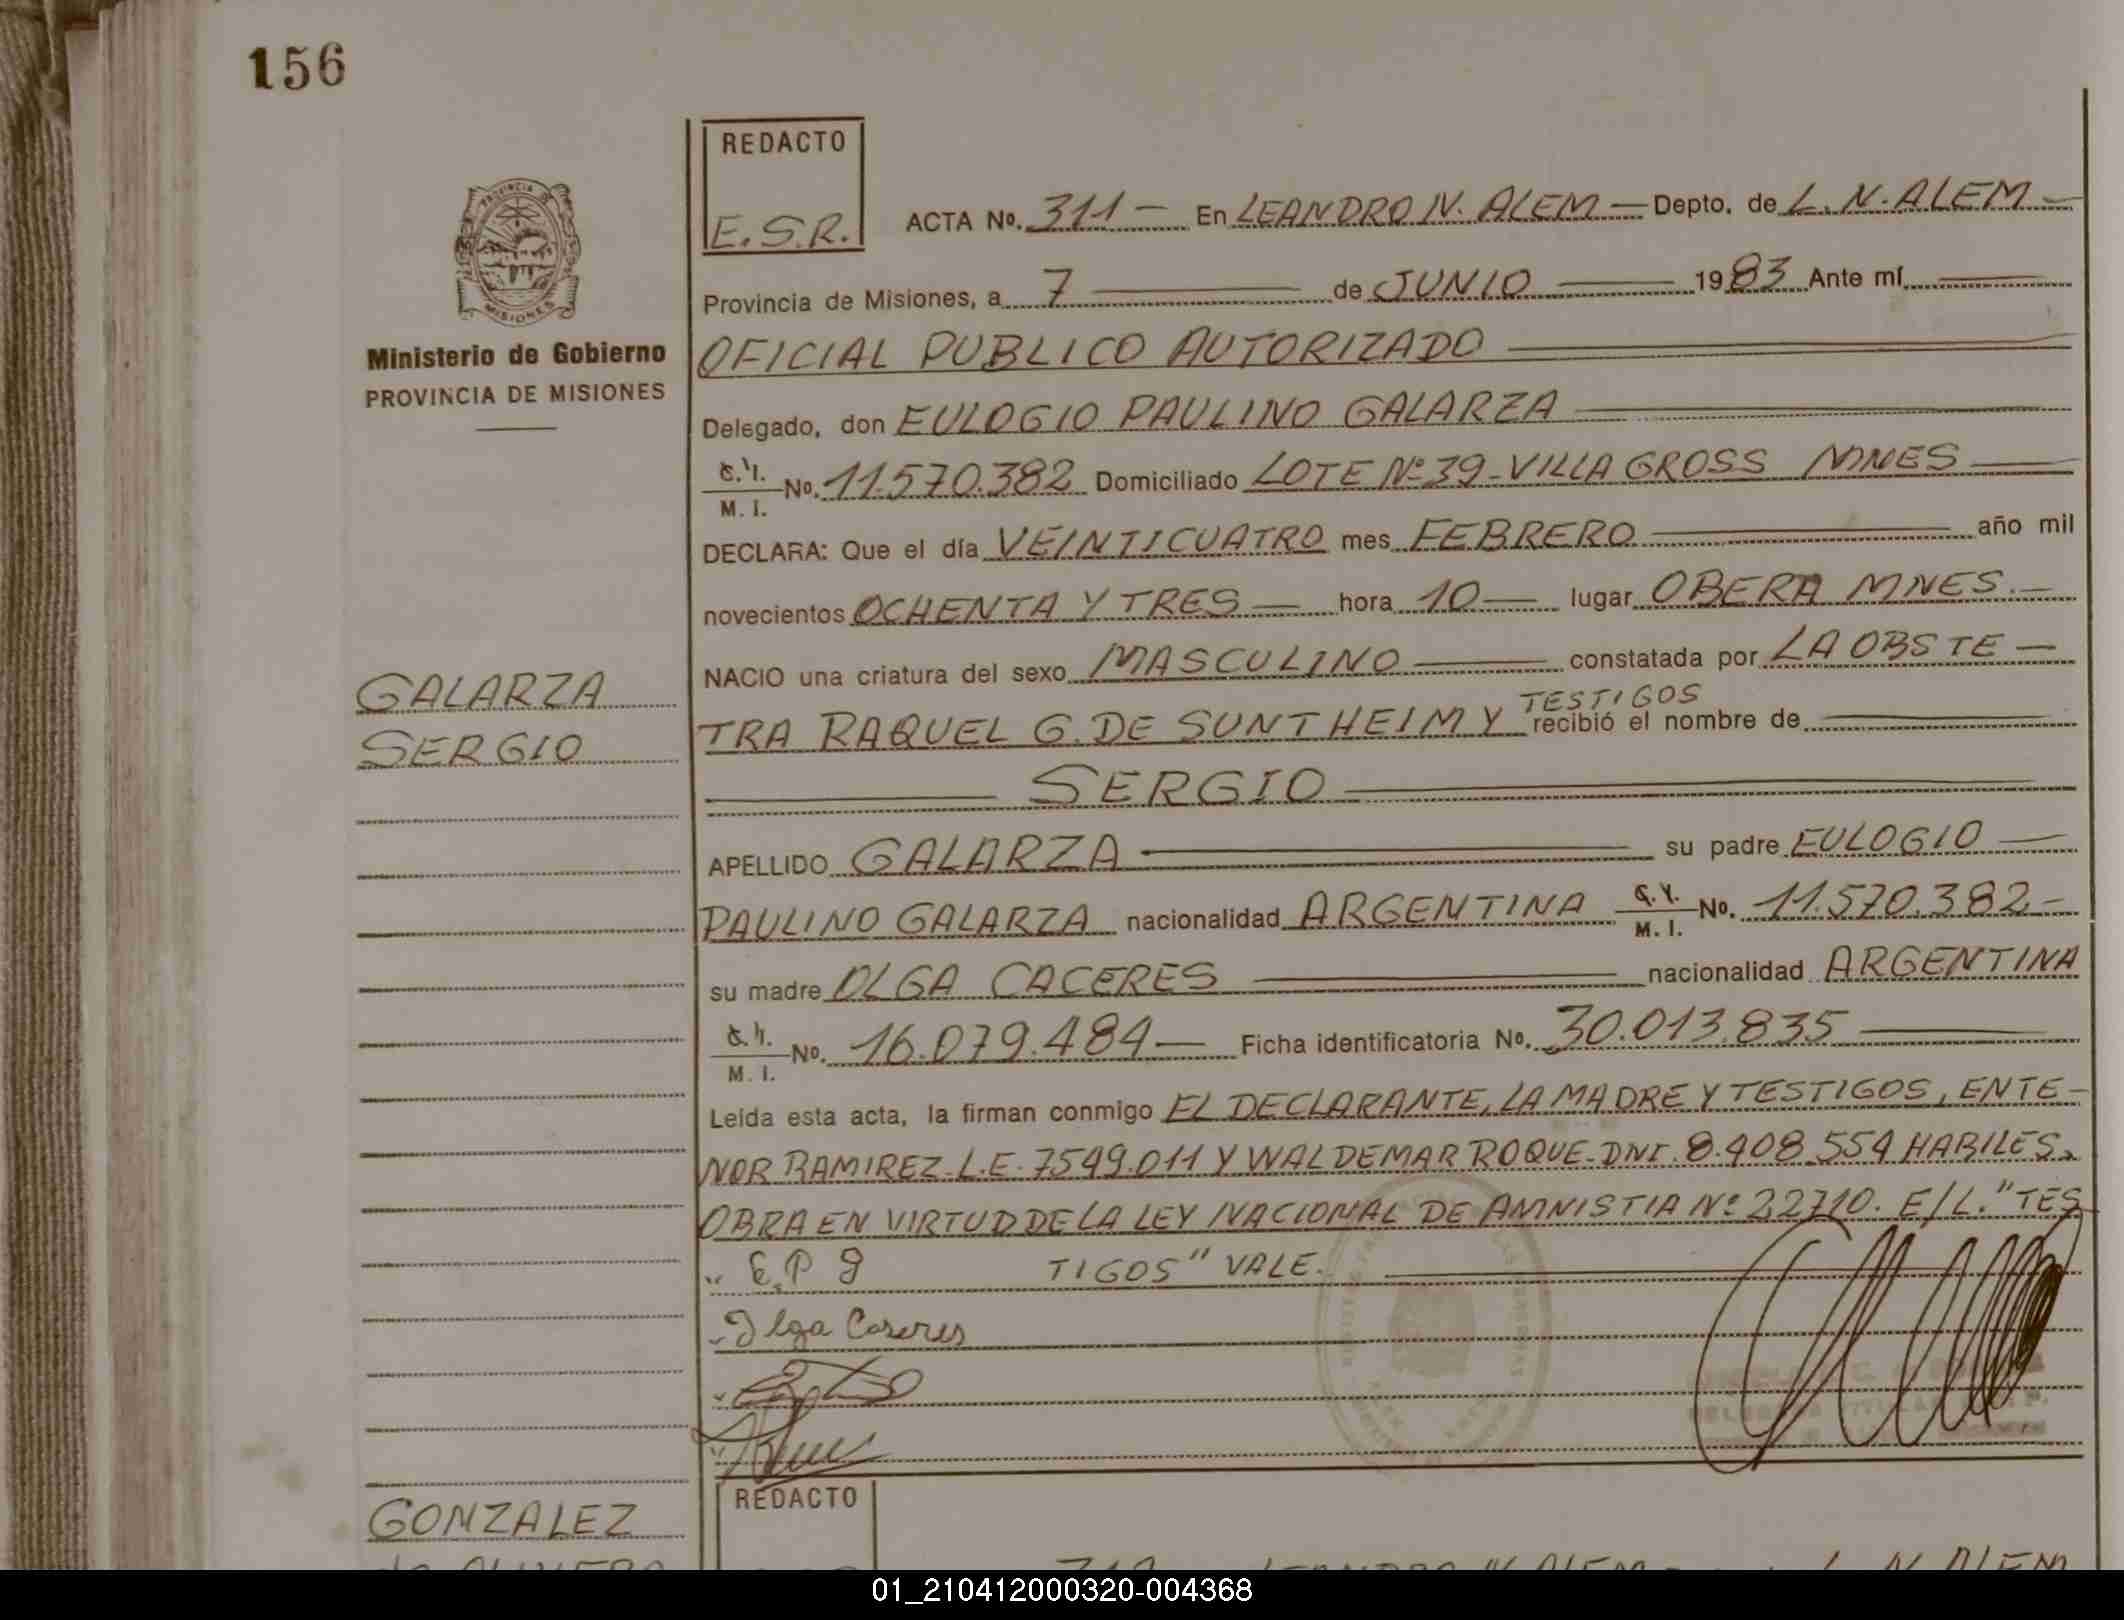 156
REDACTO
E.S.R.
ACTA No. 311 - En LEANDRO N. ALEM - Depto. de L. N. ALEM -
Provincia de Misiones, a 7 de JUNIO 1983 Ante mí
OFICIAL PUBLICO AUTORIZADO
Delegado, don EULOGIO PAULINO GALARZA
C.I. M. I. No. 11.570.382 Domiciliado LOTE Nº 39 - VILLA GROSS MNES
DECLARA: Que el día VEINTICUATRO mes FEBRERO año mil
novecientos OCHENTA Y TRES - hora 10 - lugar OBERA MNES. -
NACIO una criatura del sexo MASCULINO constatada por LA OBSTE -
TESTIGOS
TRA RAQUEL G. DE SUNTHEIM Y recibió el nombre de
SERGIO
APELLIDO GALARZA su padre EULOGIO
PAULINO GALARZA nacionalidad ARGENTINA C.I. M. I. No. 11.570.382 -
su madre OLGA CACERES nacionalidad ARGENTINA
C.I. M. I. No. 16.079.484 - Ficha identificatoria No. 30.013.835
Leída esta acta, la firman conmigo EL DECLARANTE, LA MADRE Y TESTIGOS, ENTE -
NOR RAMIREZ L.E. 7549.011 Y WALDEMAR ROQUE DNI. 8.408.554 HABILES.
OBRA EN VIRTUD DE LA LEY NACIONAL DE AMNISTIA Nº 22710. E/L. "TES
E.P g TIGOS" VALE.
Olga Caseres
PROVINCIA DE
MISIONES
Ministerio de Gobierno
PROVINCIA DE MISIONES
GALARZA
SERGIO
GONZALEZ
REDACTO
01_210412000320-004368